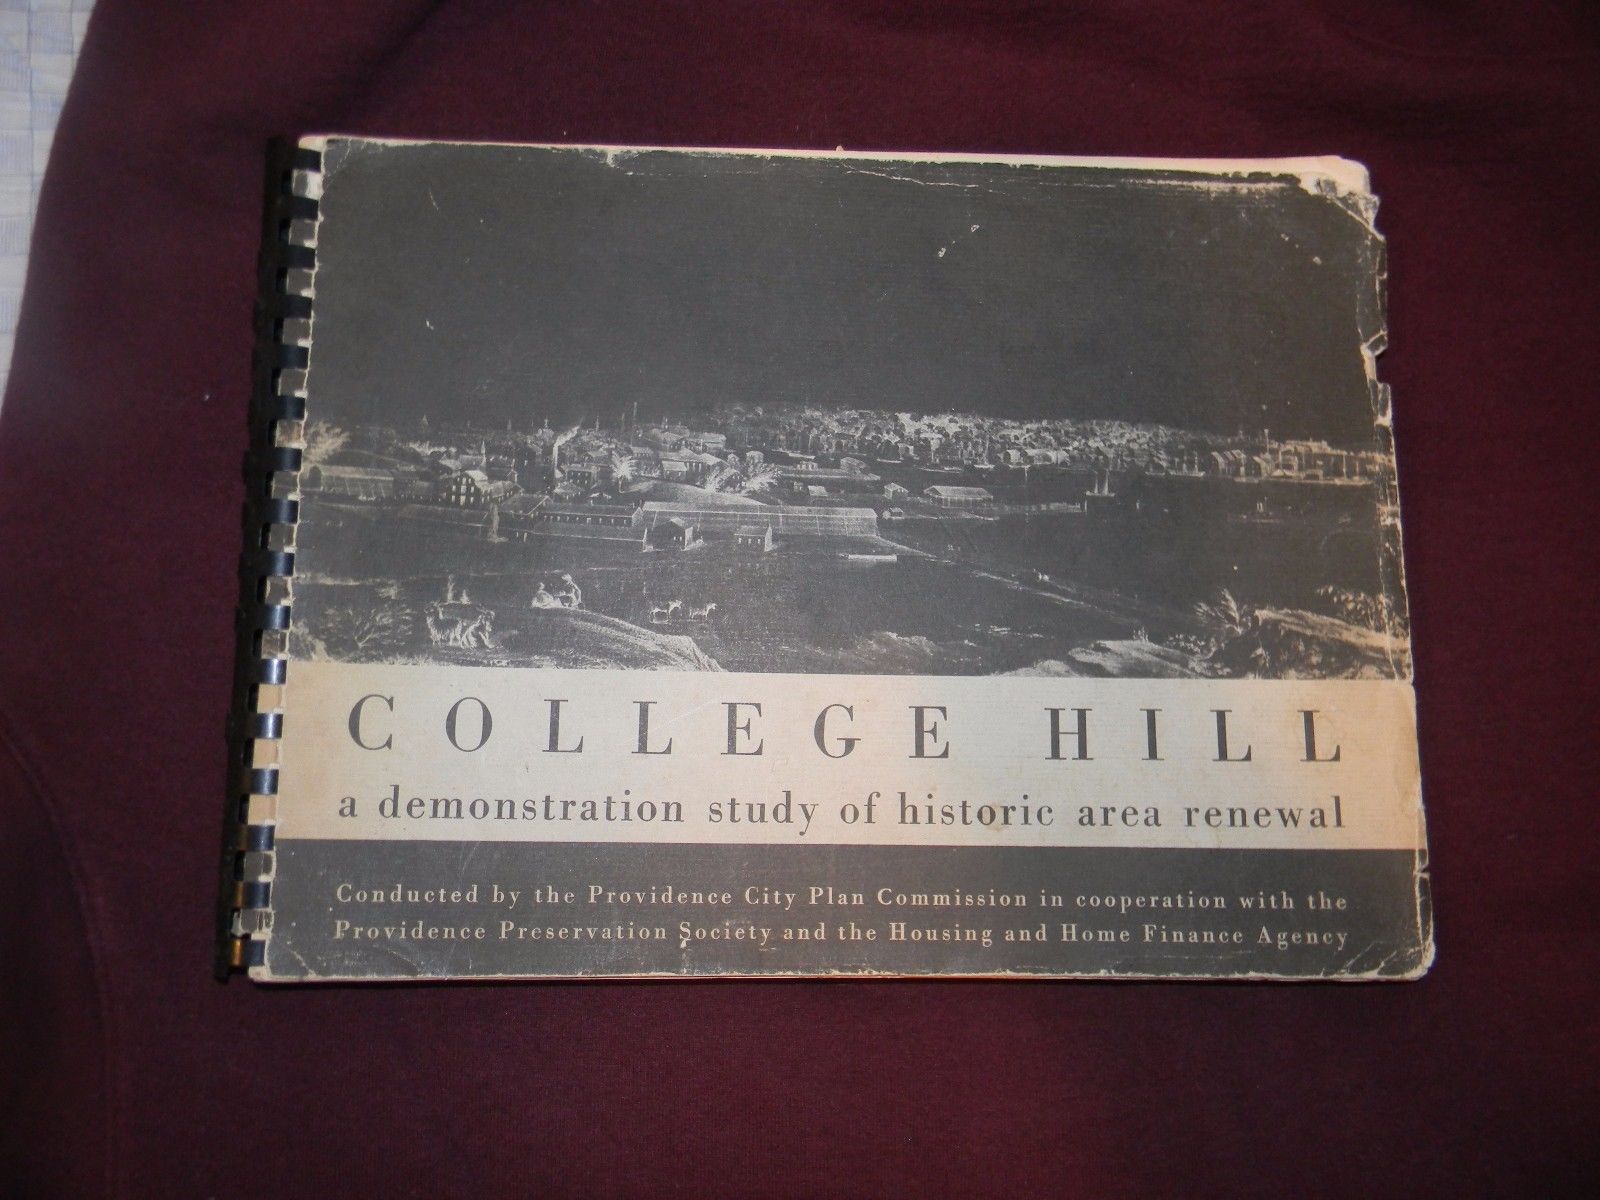 COLLEGE HILL
a demonstration study of historic area renewal
Conducted by the Providence City Plan Commission in cooperation with the
Providence Preservation Society and the Housing and Home Finance Agency